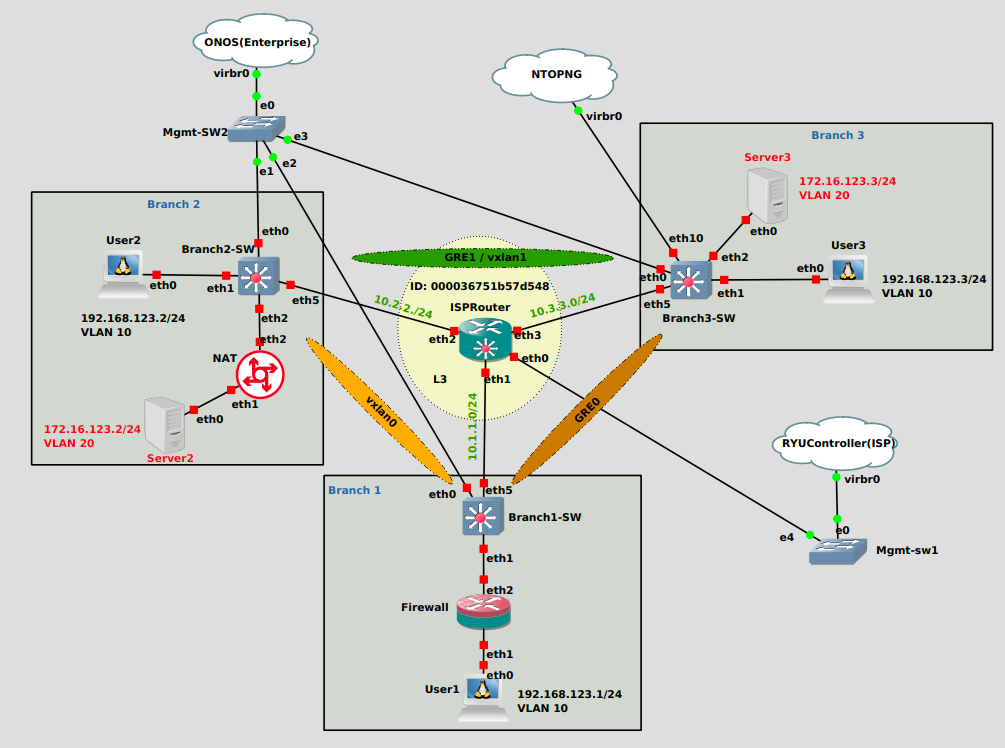 ONOS(Enterprise)
virbr0
e0
Mgmt-SW2
e3
e2
e1
NTOPNG
virbr0
Branch 3
Server3
172.16.123.3/24
VLAN 20
eth0
eth10
eth2
User3
eth0
eth0
eth1
eth5
Branch3-SW
192.168.123.3/24
VLAN 10
Branch 2
User2
Branch2-SW
eth0
eth0
eth1
eth5
eth2
192.168.123.2/24
VLAN 10
eth2
NAT
eth1
eth0
172.16.123.2/24
VLAN 20
Server2
GRE1 / vxlan1
ID: 000036751b57d548
ISPRouter
10.2.2./24
10.3.3.0/24
eth2
eth3
eth0
L3
eth1
10.1.1.0/24
vxlan0
GRE0
RYUController(ISP)
virbr0
e0
e4
Mgmt-sw1
Branch 1
eth0
eth5
Branch1-SW
eth1
eth2
Firewall
eth1
eth0
User1
192.168.123.1/24
VLAN 10